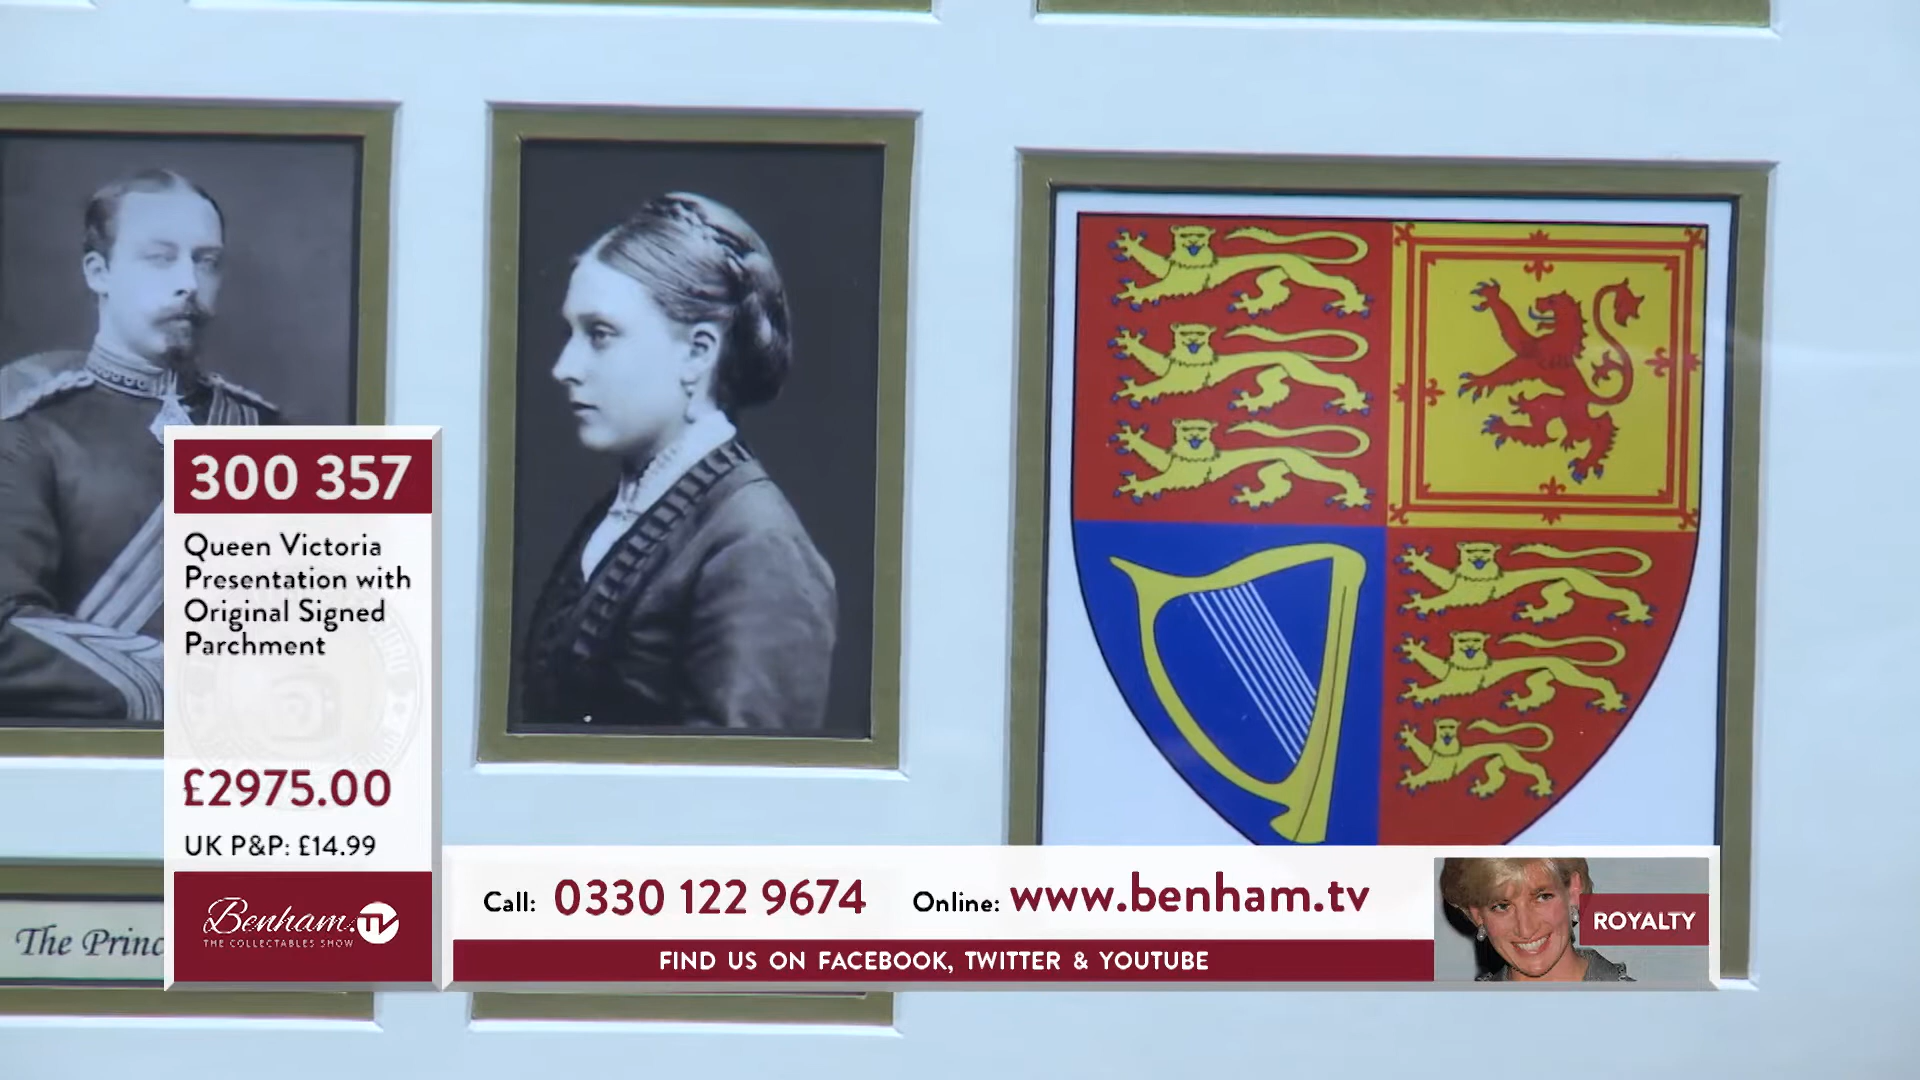 300 357
Queen Victoria
Presentation with
Original Signed
Parchment
£2975.00
UK P&P: £14.99
Benham.TV
THE COLLECTABLES SHOW
The Princ
Call: 0330 122 9674
Online: www.benham.tv
FIND US ON FACEBOOK, TWITTER & YOUTUBE
ROYALTY